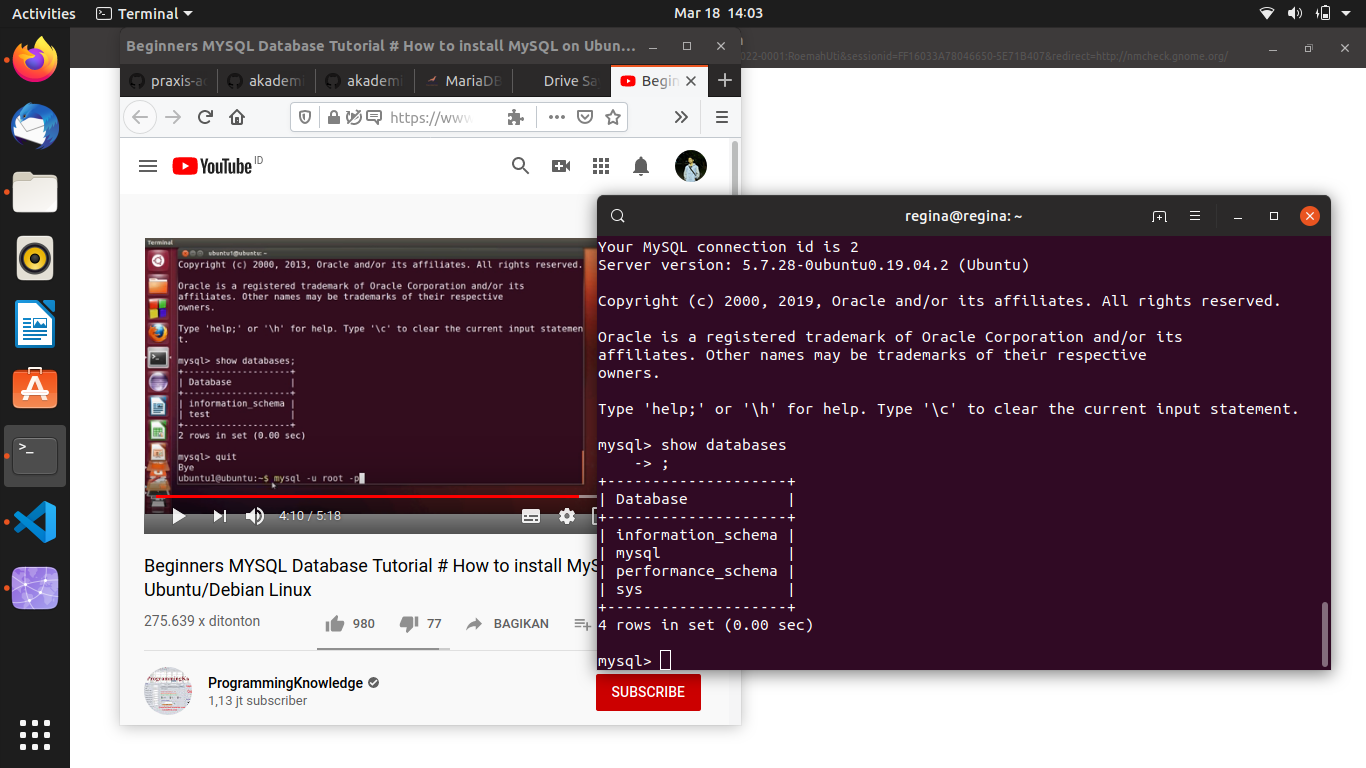 Activities
Terminal
Mar 18 14:03
Beginners MYSQL Database Tutorial # How to install MySQL on Ubun...
022-0001:RoemahUti&sessionid=FF16033A78046650-5E71B407&redirect=http://nmcheck.gnome.org/
praxis-ac
akademi
akademi
MariaDB
Drive Sa
Begin
https://www
YouTube ID
Terminal
ubuntu1@ubuntu: ~
Copyright (c) 2000, 2013, Oracle and/or its affiliates. All rights reserved.
Oracle is a registered trademark of Oracle Corporation and/or its
affiliates. Other names may be trademarks of their respective
owners.
Type 'help;' or '\h' for help. Type '\c' to clear the current input statemen
t.
mysql> show databases;
+--------------------+
| Database           |
+--------------------+
| information_schema |
| test               |
+--------------------+
2 rows in set (0.00 sec)
mysql> quit
Bye
ubuntu1@ubuntu:~$ mysql -u root -p
4:10 / 5:18
Beginners MYSQL Database Tutorial # How to install MyS
Ubuntu/Debian Linux
275.639 x ditonton
980
77
BAGIKAN
ProgrammingKnowledge
1,13 jt subscriber
SUBSCRIBE
regina@regina: ~
Your MySQL connection id is 2
Server version: 5.7.28-0ubuntu0.19.04.2 (Ubuntu)
Copyright (c) 2000, 2019, Oracle and/or its affiliates. All rights reserved.
Oracle is a registered trademark of Oracle Corporation and/or its
affiliates. Other names may be trademarks of their respective
owners.
Type 'help;' or '\h' for help. Type '\c' to clear the current input statement.
mysql> show databases
    -> ;
+--------------------+
| Database           |
+--------------------+
| information_schema |
| mysql              |
| performance_schema |
| sys                |
+--------------------+
4 rows in set (0.00 sec)
mysql>